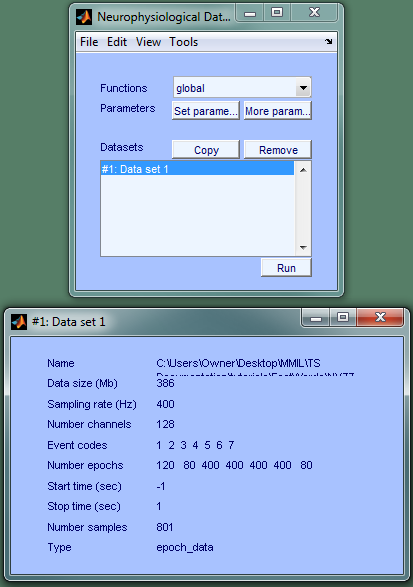 Neurophysiological Dat...
File Edit View Tools
Functions global
Parameters Set parame... More param...
Datasets Copy Remove
#1: Data set 1
Run
#1: Data set 1
Name C:\Users\Owner\Desktop\MMIL\TS
Data size (Mb) 386
Sampling rate (Hz) 400
Number channels 128
Event codes 1 2 3 4 5 6 7
Number epochs 120 80 400 400 400 400 80
Start time (sec) -1
Stop time (sec) 1
Number samples 801
Type epoch_data